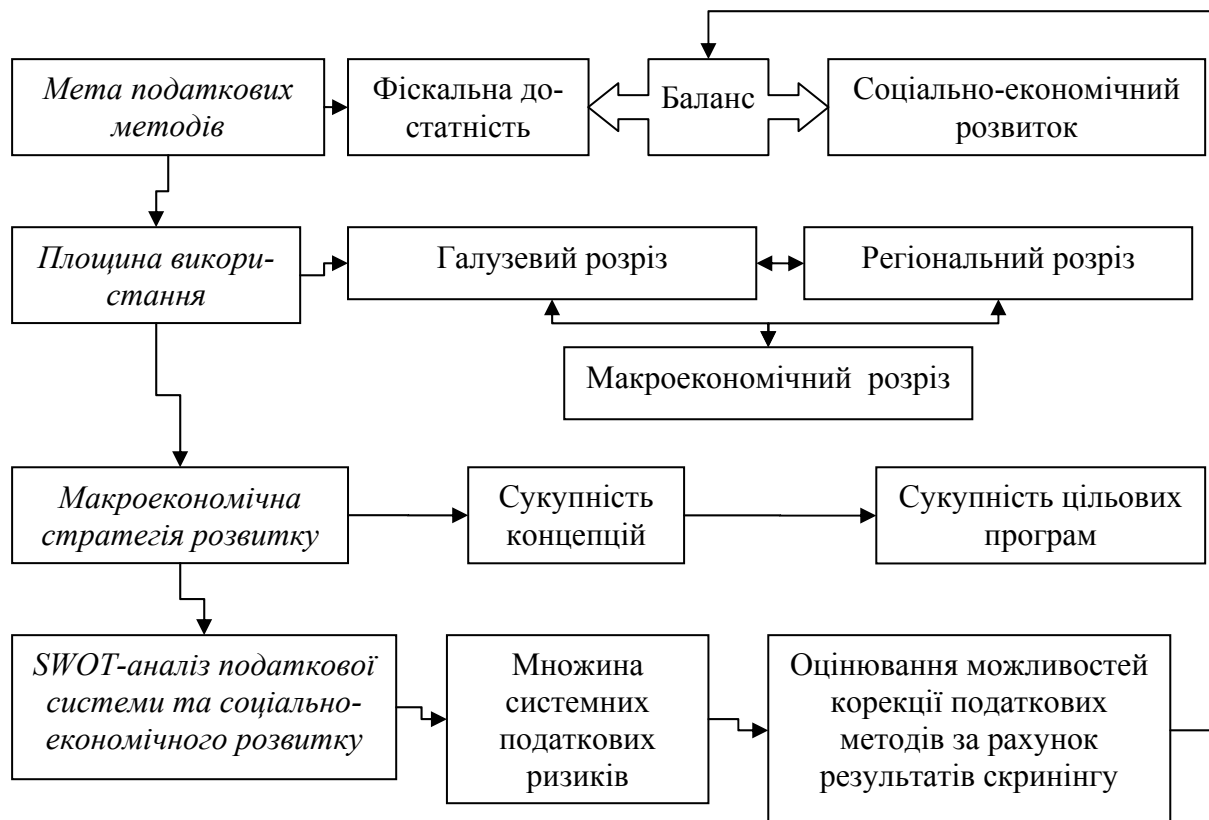 Мета податкових
методів
Фіскальна до-
статність
Баланс
Соціально-економічний
розвиток
Площина викори-
стання
Галузевий розріз
Регіональний розріз
Макроекономічний розріз
Макроекономічна
стратегія розвитку
Сукупність
концепцій
Сукупність цільових
програм
SWOT-аналіз податкової
системи та соціально-
економічного розвитку
Множина
системних
податкових
ризиків
Оцінювання можливостей
корекції податкових
методів за рахунок
результатів скринінгу